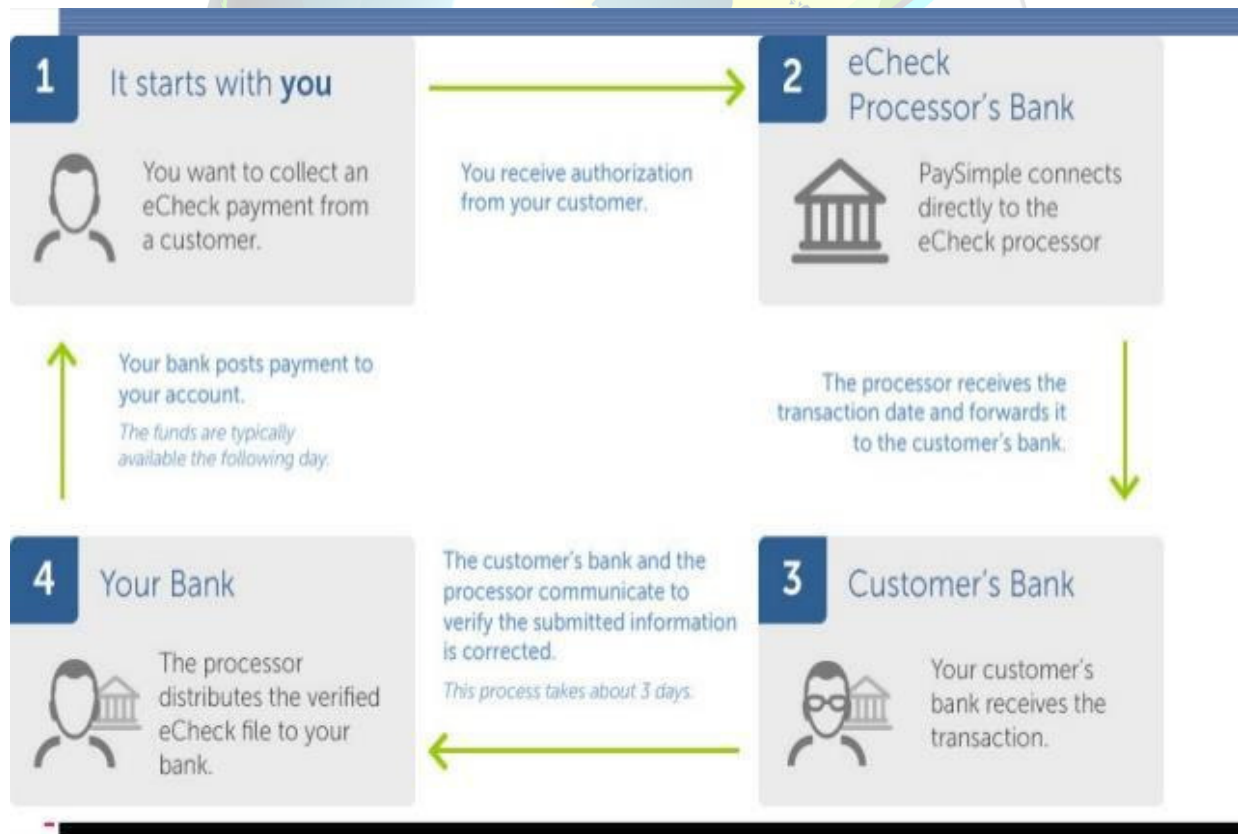 1
It starts with you
You want to collect an
eCheck payment from
a customer.
You receive authorization
from your customer.
2
eCheck
Processor's Bank
PaySimple connects
directly to the
eCheck processor
The processor receives the
transaction date and forwards it
to the customer's bank.
3
Customer's Bank
Your customer's
bank receives the
transaction.
The customer's bank and the
processor communicate to
verify the submitted information
is corrected.
This process takes about 3 days.
4
Your Bank
The processor
distributes the verified
eCheck file to your
bank.
Your bank posts payment to
your account.
The funds are typically
available the following day.